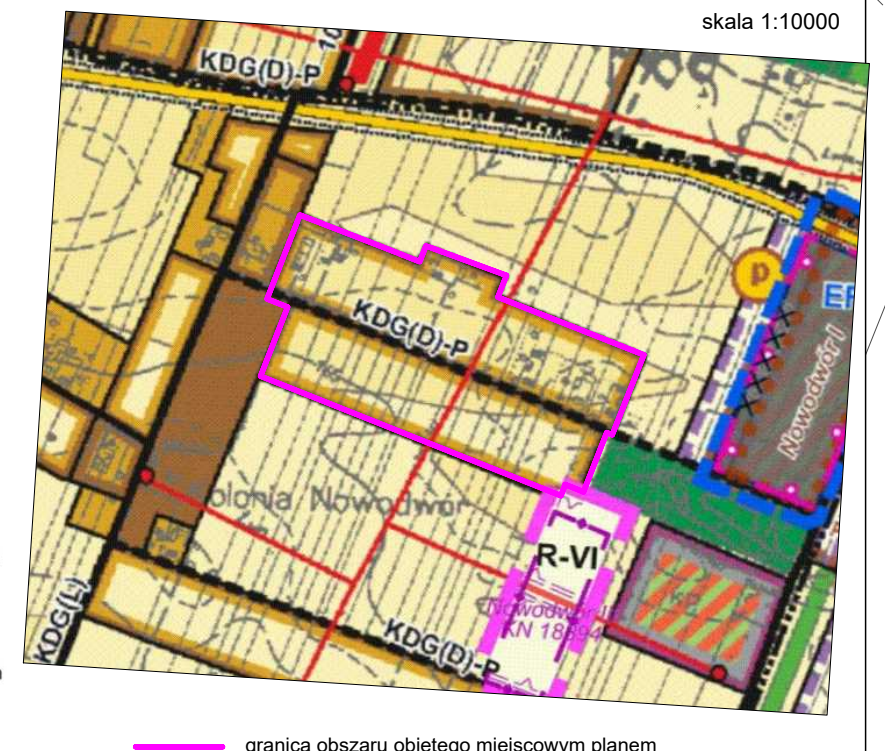 skala 1:10000
KDG(D)-P
10
P
EF
KDG(D)-P
Nowodwór I
Kolonia Nowodwór
R-VI
Nowodwór II
KN 18894
KDG(L)
KDG(D)-P
granica obszaru objętego miejscowym planem